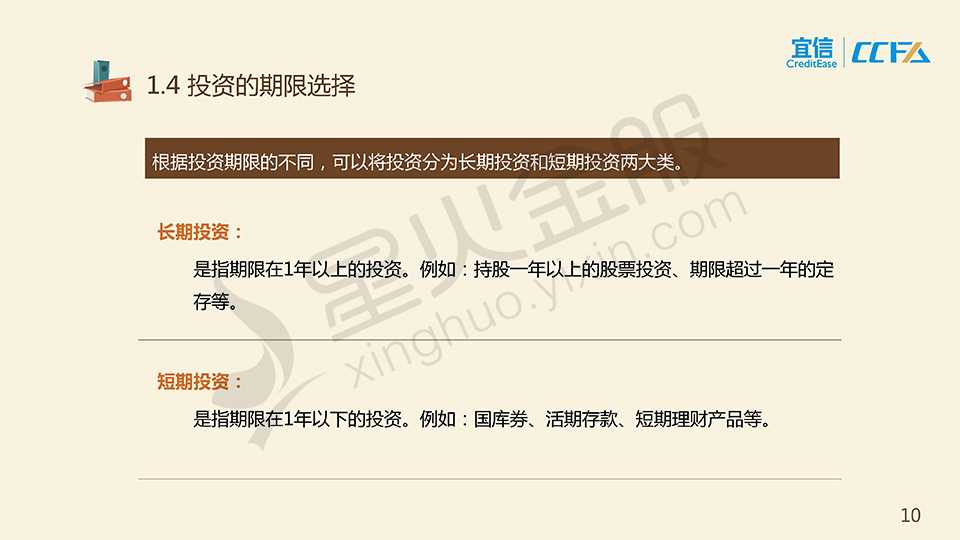 宜信
CreditEase
CCFA
1.4 投资的期限选择
根据投资期限的不同，可以将投资分为长期投资和短期投资两大类。
长期投资：
是指期限在1年以上的投资。例如：持股一年以上的股票投资、期限超过一年的定
存等。
短期投资：
是指期限在1年以下的投资。例如：国库券、活期存款、短期理财产品等。
星火金服
xinghuo.yixin.com
10